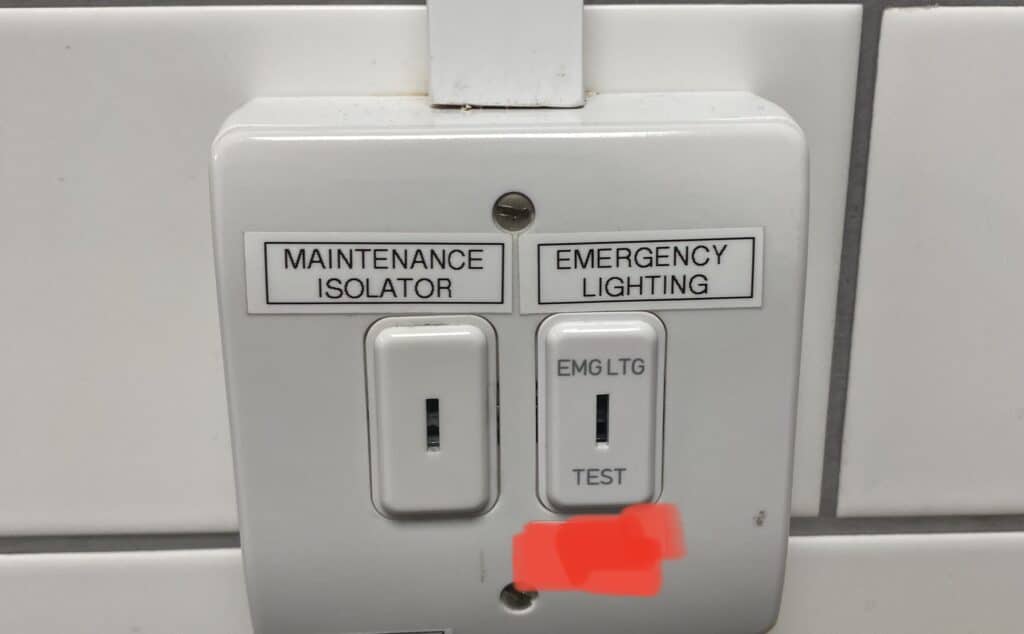 MAINTENANCE
ISOLATOR
EMERGENCY
LIGHTING
EMG LTG
TEST